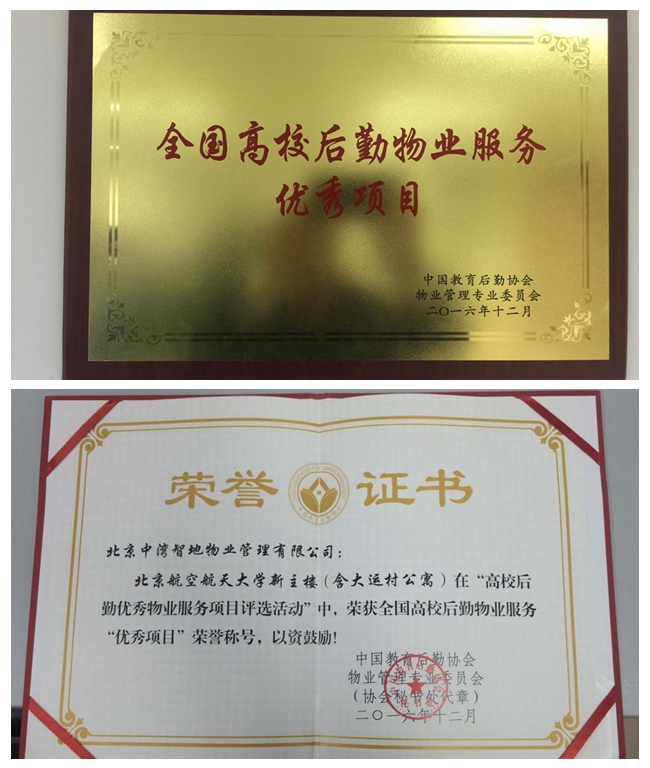 全国高校后勤物业服务
优秀项目
中国教育后勤协会
物业管理专业委员会
二〇一六年十二月
荣誉 证书
北京中湾智地物业管理有限公司：
北京航空航天大学新主楼（含大运村公寓）在“高校后
勤优秀物业服务项目评选活动”中，荣获全国高校后勤物业服务
“优秀项目”荣誉称号，以资鼓励！
中国教育后勤协会
物业管理专业委员会
（协会秘书处代章）
二〇一六年十二月